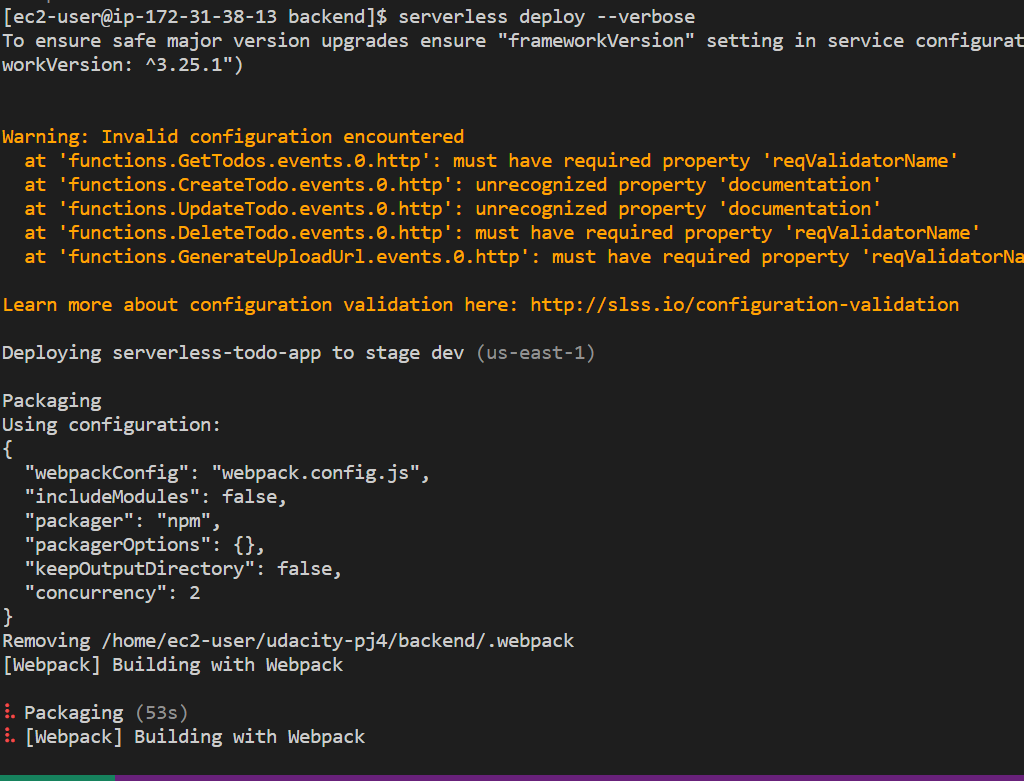 [ec2-user@ip-172-31-38-13 backend]$ serverless deploy --verbose
To ensure safe major version upgrades ensure "frameworkVersion" setting in service configurat
workVersion: ^3.25.1")
Warning: Invalid configuration encountered
  at 'functions.GetTodos.events.0.http': must have required property 'reqValidatorName'
  at 'functions.CreateTodo.events.0.http': unrecognized property 'documentation'
  at 'functions.UpdateTodo.events.0.http': unrecognized property 'documentation'
  at 'functions.DeleteTodo.events.0.http': must have required property 'reqValidatorName'
  at 'functions.GenerateUploadUrl.events.0.http': must have required property 'reqValidatorNa
Learn more about configuration validation here: http://slss.io/configuration-validation
Deploying serverless-todo-app to stage dev (us-east-1)
Packaging
Using configuration:
{
  "webpackConfig": "webpack.config.js",
  "includeModules": false,
  "packager": "npm",
  "packagerOptions": {},
  "keepOutputDirectory": false,
  "concurrency": 2
}
Removing /home/ec2-user/udacity-pj4/backend/.webpack
[Webpack] Building with Webpack
⠇ Packaging (53s)
⠇ [Webpack] Building with Webpack